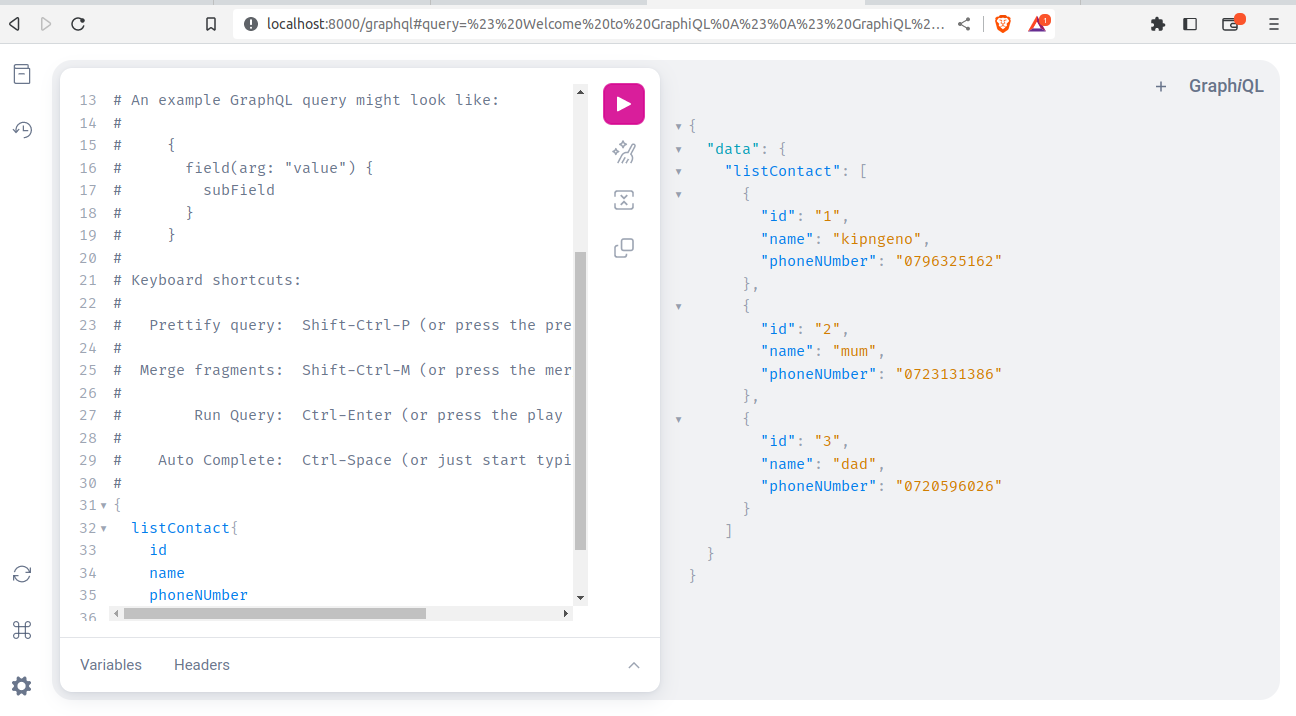 localhost:8000/graphql#query=%23%20Welcome%20to%20GraphiQL%0A%23%0A%23%20GraphiQL%2...
1
13 # An example GraphQL query might look like:
14 #
15 #     {
16 #       field(arg: "value") {
17 #         subField
18 #       }
19 #     }
20 #
21 # Keyboard shortcuts:
22 #
23 #   Prettify query:  Shift-Ctrl-P (or press the pre
24 #
25 #  Merge fragments:  Shift-Ctrl-M (or press the mer
26 #
27 #        Run Query:  Ctrl-Enter (or press the play
28 #
29 #    Auto Complete:  Ctrl-Space (or just start typi
30 #
31 {
32   listContact{
33     id
34     name
35     phoneNUmber
36
Variables Headers
+ GraphiQL
{
  "data": {
    "listContact": [
      {
        "id": "1",
        "name": "kipngeno",
        "phoneNUmber": "0796325162"
      },
      {
        "id": "2",
        "name": "mum",
        "phoneNUmber": "0723131386"
      },
      {
        "id": "3",
        "name": "dad",
        "phoneNUmber": "0720596026"
      }
    ]
  }
}